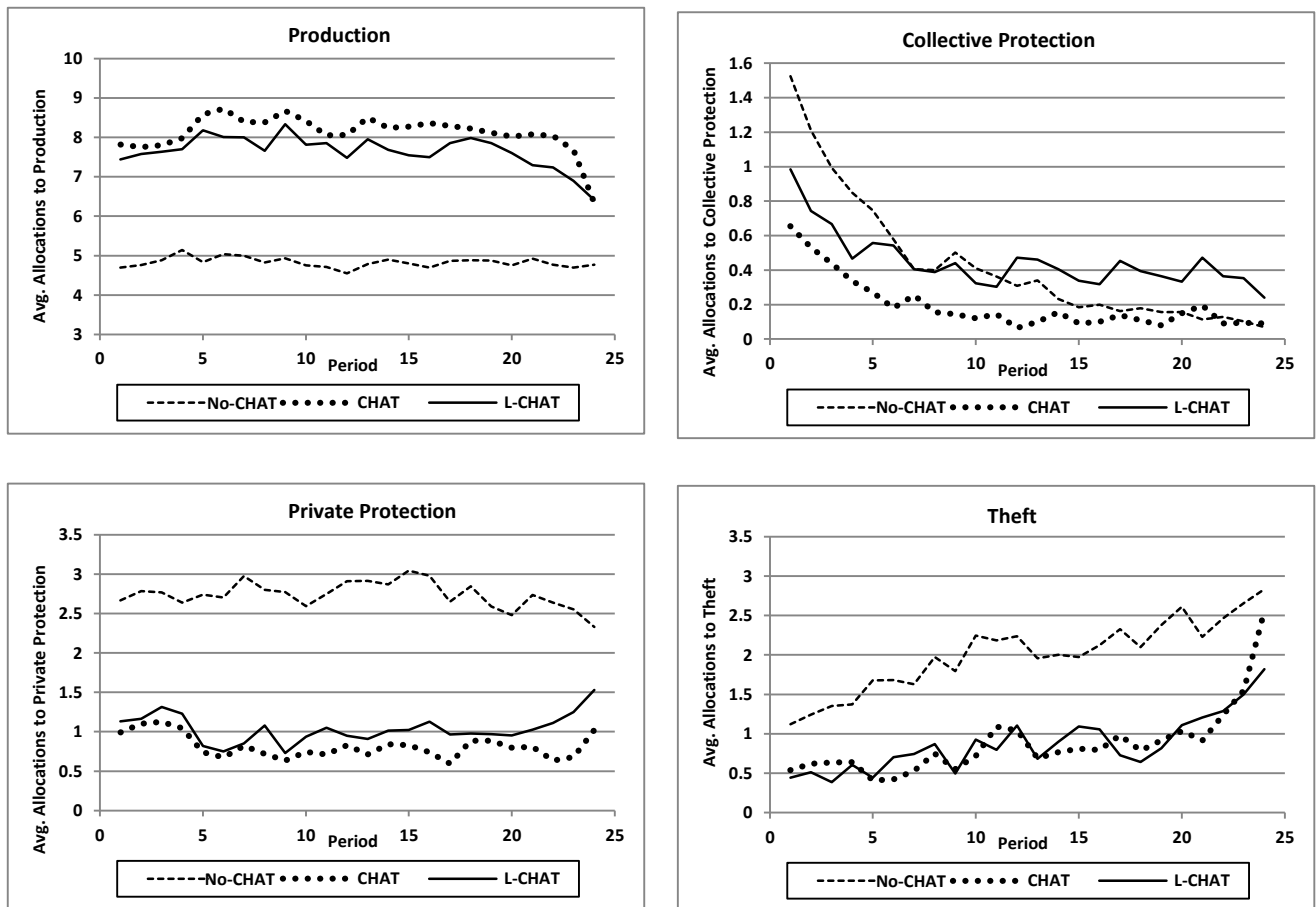 Production
Avg. Allocations to Production
10
9
8
7
6
5
4
3
0 5 10 15 20 25
Period
No-CHAT CHAT L-CHAT
Collective Protection
Avg. Allocations to Collective Protection
1.6
1.4
1.2
1
0.8
0.6
0.4
0.2
0
0 5 10 15 20 25
Period
No-CHAT CHAT L-CHAT
Private Protection
Avg. Allocations to Private Protection
3.5
3
2.5
2
1.5
1
0.5
0
0 5 10 15 20 25
Period
No-CHAT CHAT L-CHAT
Theft
Avg. Allocations to Theft
3.5
3
2.5
2
1.5
1
0.5
0
0 5 10 15 20 25
Period
No-CHAT CHAT L-CHAT